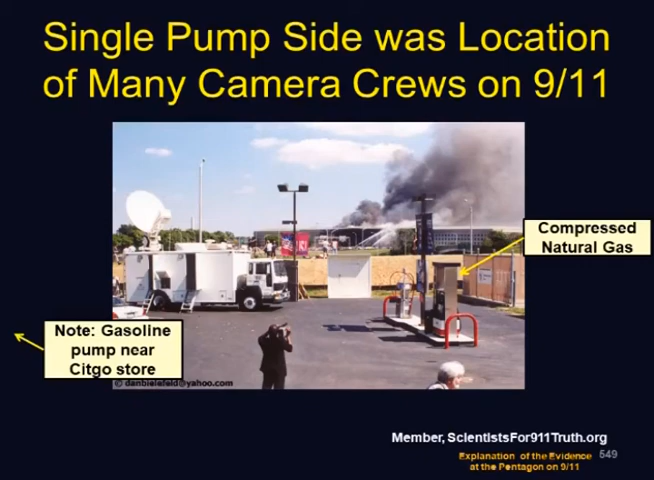 Single Pump Side was Location
of Many Camera Crews on 9/11
Compressed
Natural Gas
Note: Gasoline
pump near
Citgo store
© danbielefeld@yahoo.com
Member, ScientistsFor911Truth.org
Explanation of the Evidence
at the Pentagon on 9/11
549